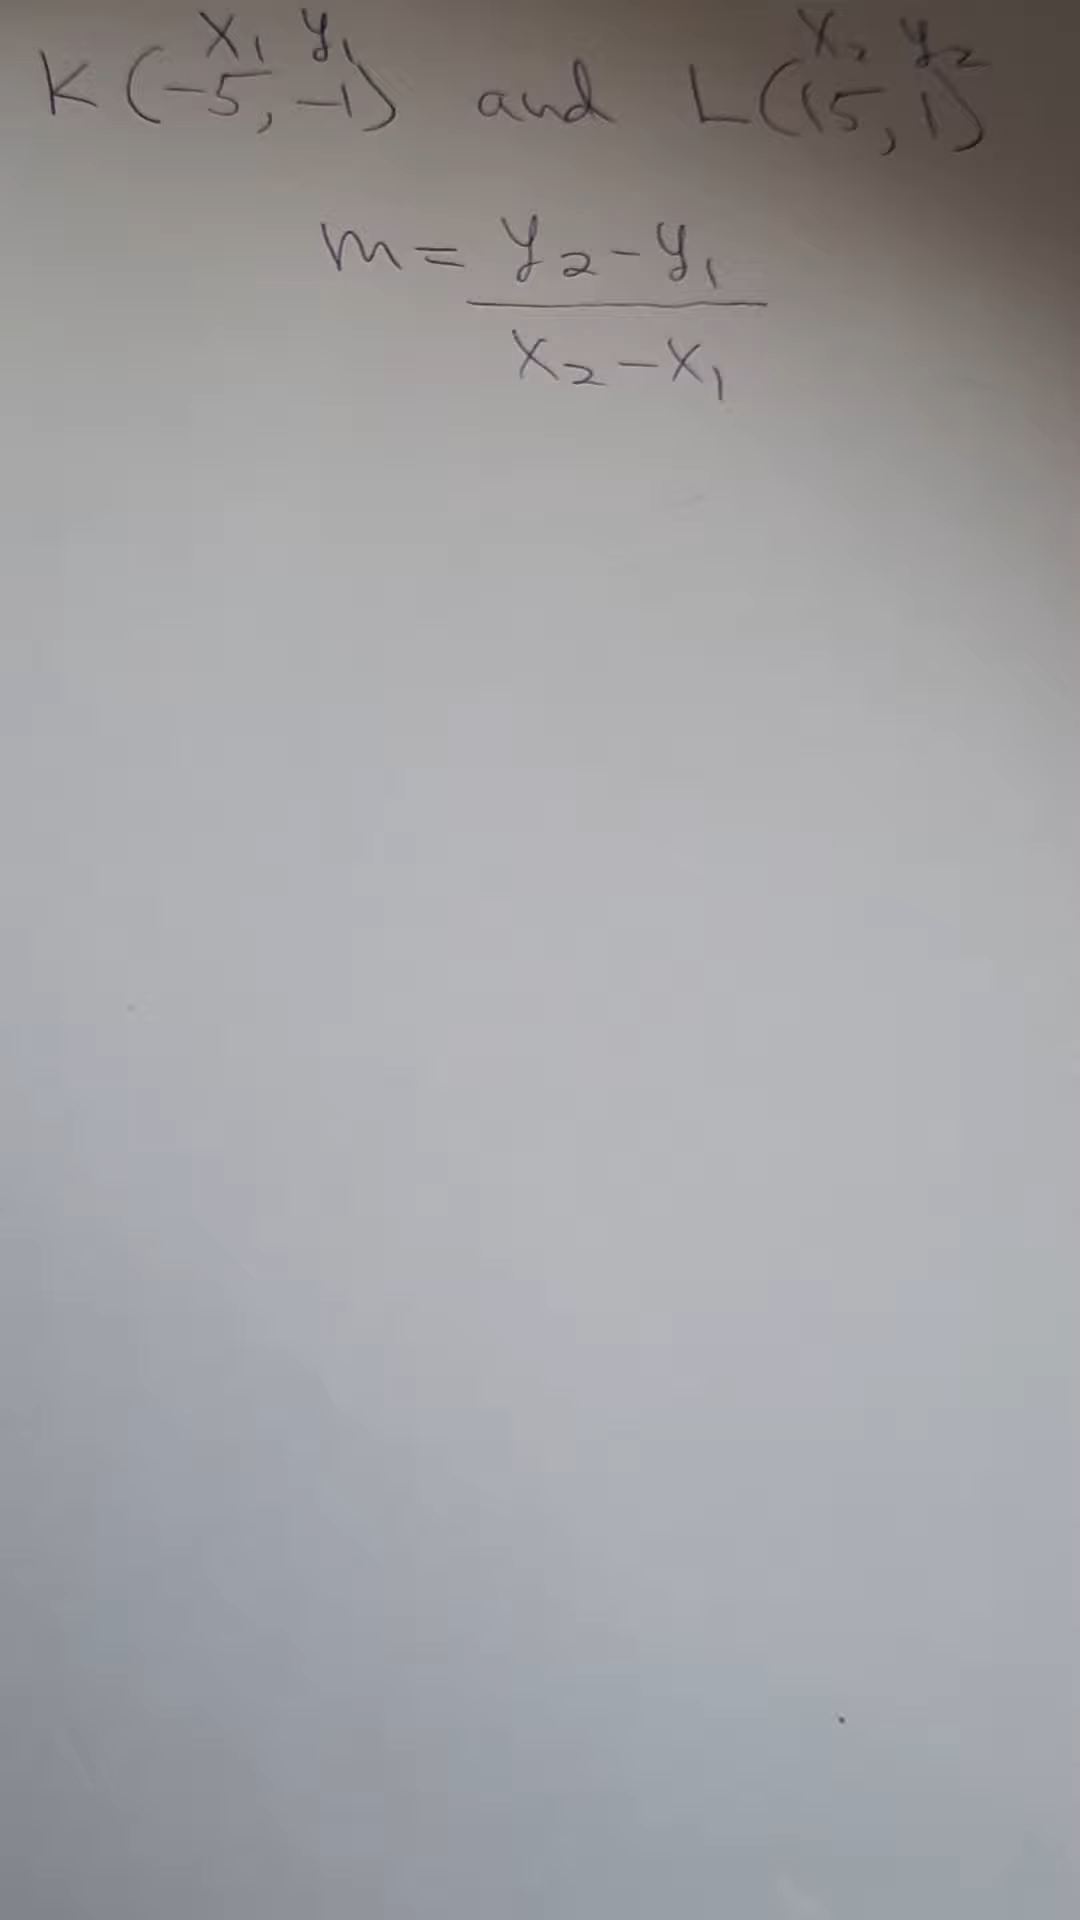 x₁ y₁ x₂ y₂
K(-5, -1) and L(15, 1)
m = y₂ - y₁
x₂ - x₁